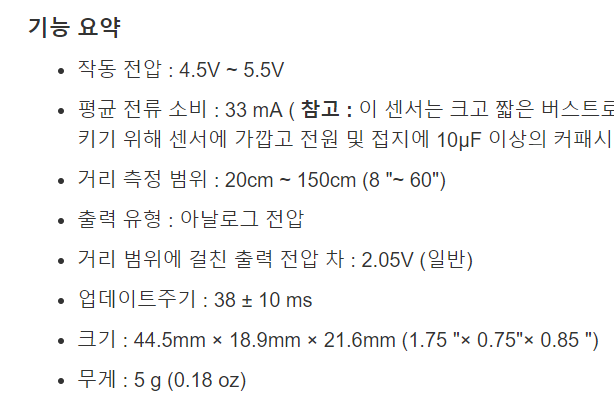 기능 요약
• 작동 전압 : 4.5V ~ 5.5V
• 평균 전류 소비 : 33 mA ( 참고 : 이 센서는 크고 짧은 버스트로
키기 위해 센서에 가깝고 전원 및 접지에 10µF 이상의 커패시
• 거리 측정 범위 : 20cm ~ 150cm (8 "~ 60")
• 출력 유형 : 아날로그 전압
• 거리 범위에 걸친 출력 전압 차 : 2.05V (일반)
• 업데이트주기 : 38 ± 10 ms
• 크기 : 44.5mm × 18.9mm × 21.6mm (1.75 "× 0.75"× 0.85 ")
• 무게 : 5 g (0.18 oz)